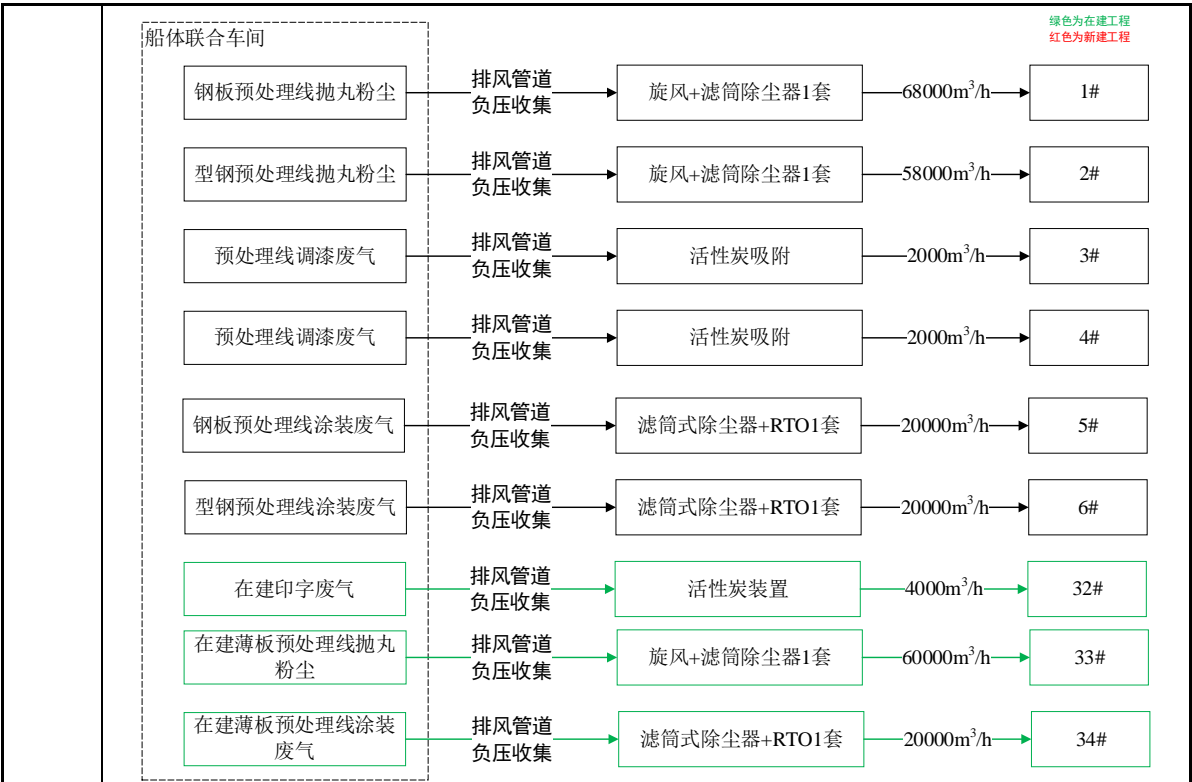 绿色为在建工程
红色为新建工程
船体联合车间
钢板预处理线抛丸粉尘
排风管道
负压收集
旋风+滤筒除尘器1套
68000m³/h
1#
型钢预处理线抛丸粉尘
排风管道
负压收集
旋风+滤筒除尘器1套
58000m³/h
2#
预处理线调漆废气
排风管道
负压收集
活性炭吸附
2000m³/h
3#
预处理线调漆废气
排风管道
负压收集
活性炭吸附
2000m³/h
4#
钢板预处理线涂装废气
排风管道
负压收集
滤筒式除尘器+RTO1套
20000m³/h
5#
型钢预处理线涂装废气
排风管道
负压收集
滤筒式除尘器+RTO1套
20000m³/h
6#
在建印字废气
排风管道
负压收集
活性炭装置
4000m³/h
32#
在建薄板预处理线抛丸
粉尘
排风管道
负压收集
旋风+滤筒除尘器1套
60000m³/h
33#
在建薄板预处理线涂装
废气
排风管道
负压收集
滤筒式除尘器+RTO1套
20000m³/h
34#